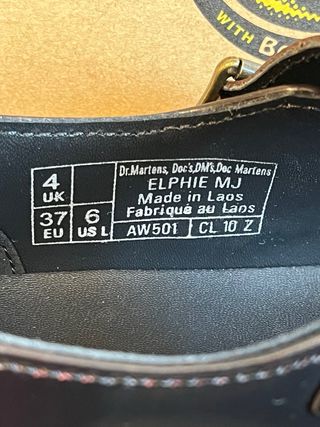 WITH B
4
UK
37
EU
6
US L
Dr.Martens, Doc's,DM's,Doc Martens
ELPHIE MJ
Made in Laos
Fabriqué au Laos
AW501
CL 10 Z